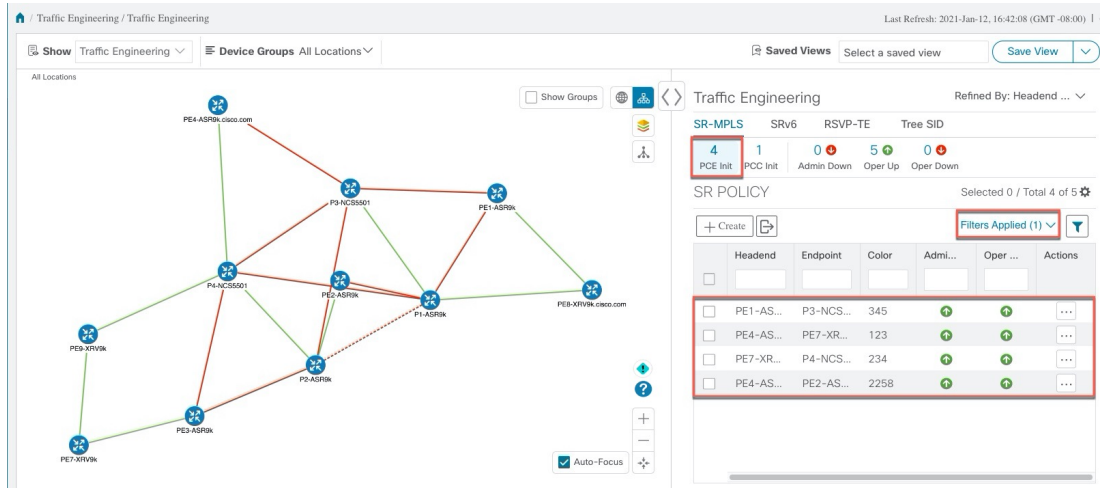 / Traffic Engineering / Traffic Engineering
Last Refresh: 2021-Jan-12, 16:42:08 (GMT -08:00) |
Show Traffic Engineering Device Groups All Locations
Saved Views Select a saved view Save View
All Locations
Show Groups
PE4-ASR9k.cisco.com
P3-NCS5501
PE1-ASR9k
P4-NCS5501
PE2-ASR9k
P1-ASR9k
PE8-XRV9k.cisco.com
PE9-XRV9k
P2-ASR9k
PE3-ASR9k
PE7-XRV9k
Auto-Focus
Traffic Engineering Refined By: Headend ...
SR-MPLS SRv6 RSVP-TE Tree SID
4 1 0 5 0
PCE Init PCC Init Admin Down Oper Up Oper Down
SR POLICY Selected 0 / Total 4 of 5
+ Create Filters Applied (1)
Headend Endpoint Color Admi... Oper ... Actions
PE1-AS... P3-NCS... 345 ...
PE4-AS... PE7-XR... 123 ...
PE7-XR... P4-NCS... 234 ...
PE4-AS... PE2-AS... 2258 ...